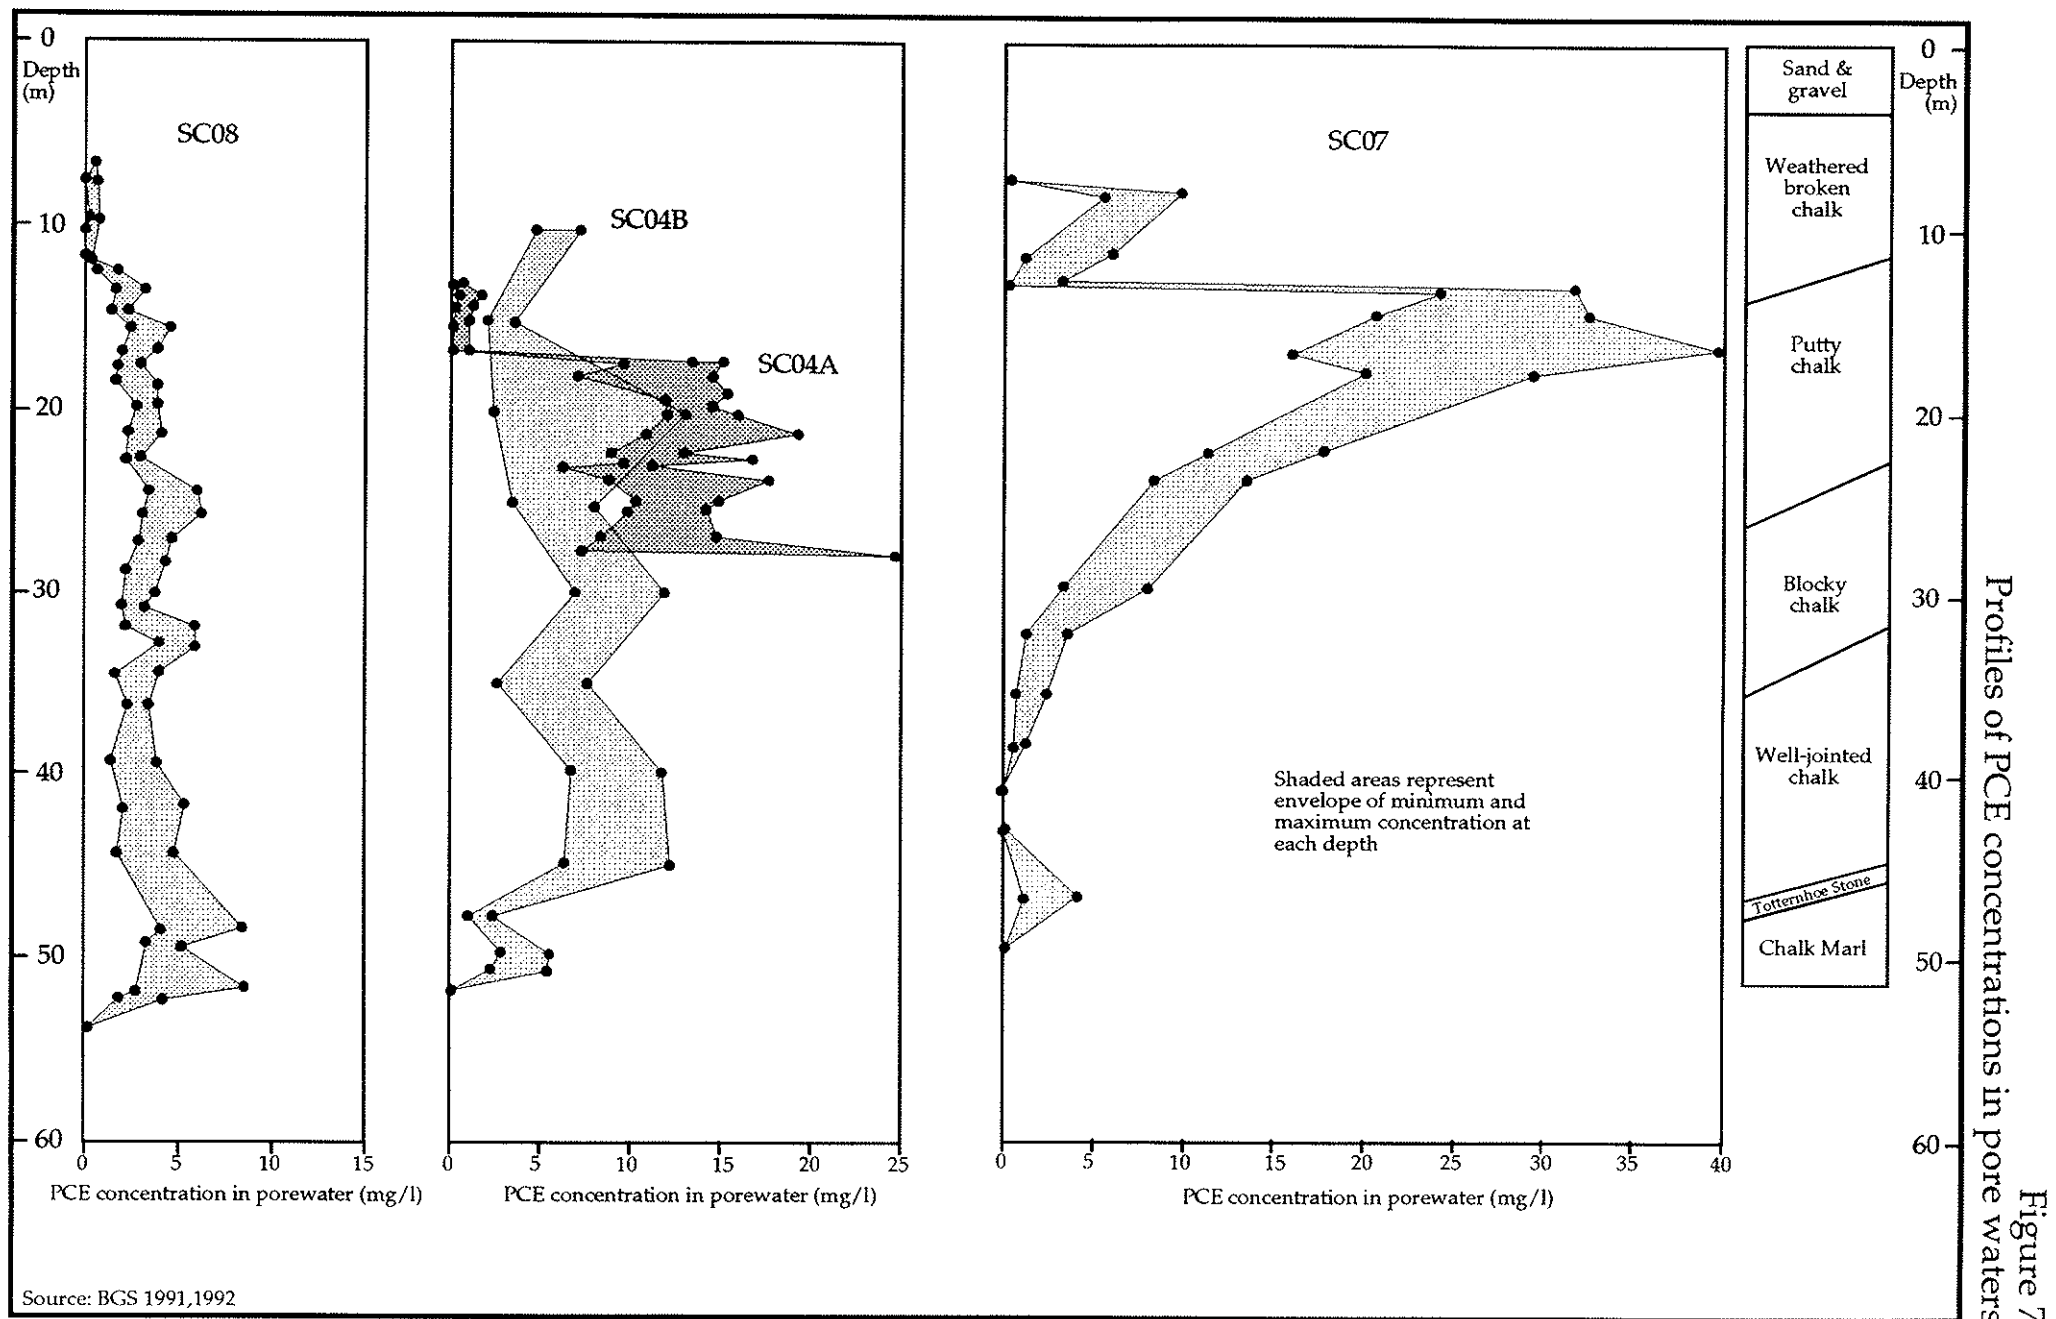 0
Depth
(m)
10
20
30
40
50
60
SC08
0 5 10 15
PCE concentration in porewater (mg/l)
SC04B
SC04A
0 5 10 15 20 25
PCE concentration in porewater (mg/l)
SC07
Shaded areas represent
envelope of minimum and
maximum concentration at
each depth
0 5 10 15 20 25 30 35 40
PCE concentration in porewater (mg/l)
Sand &
gravel
Weathered
broken
chalk
Putty
chalk
Blocky
chalk
Well-jointed
chalk
Totternhoe Stone
Chalk Marl
0
Depth
(m)
10
20
30
40
50
60
Source: BGS 1991,1992
Figure 7
Profiles of PCE concentrations in pore waters